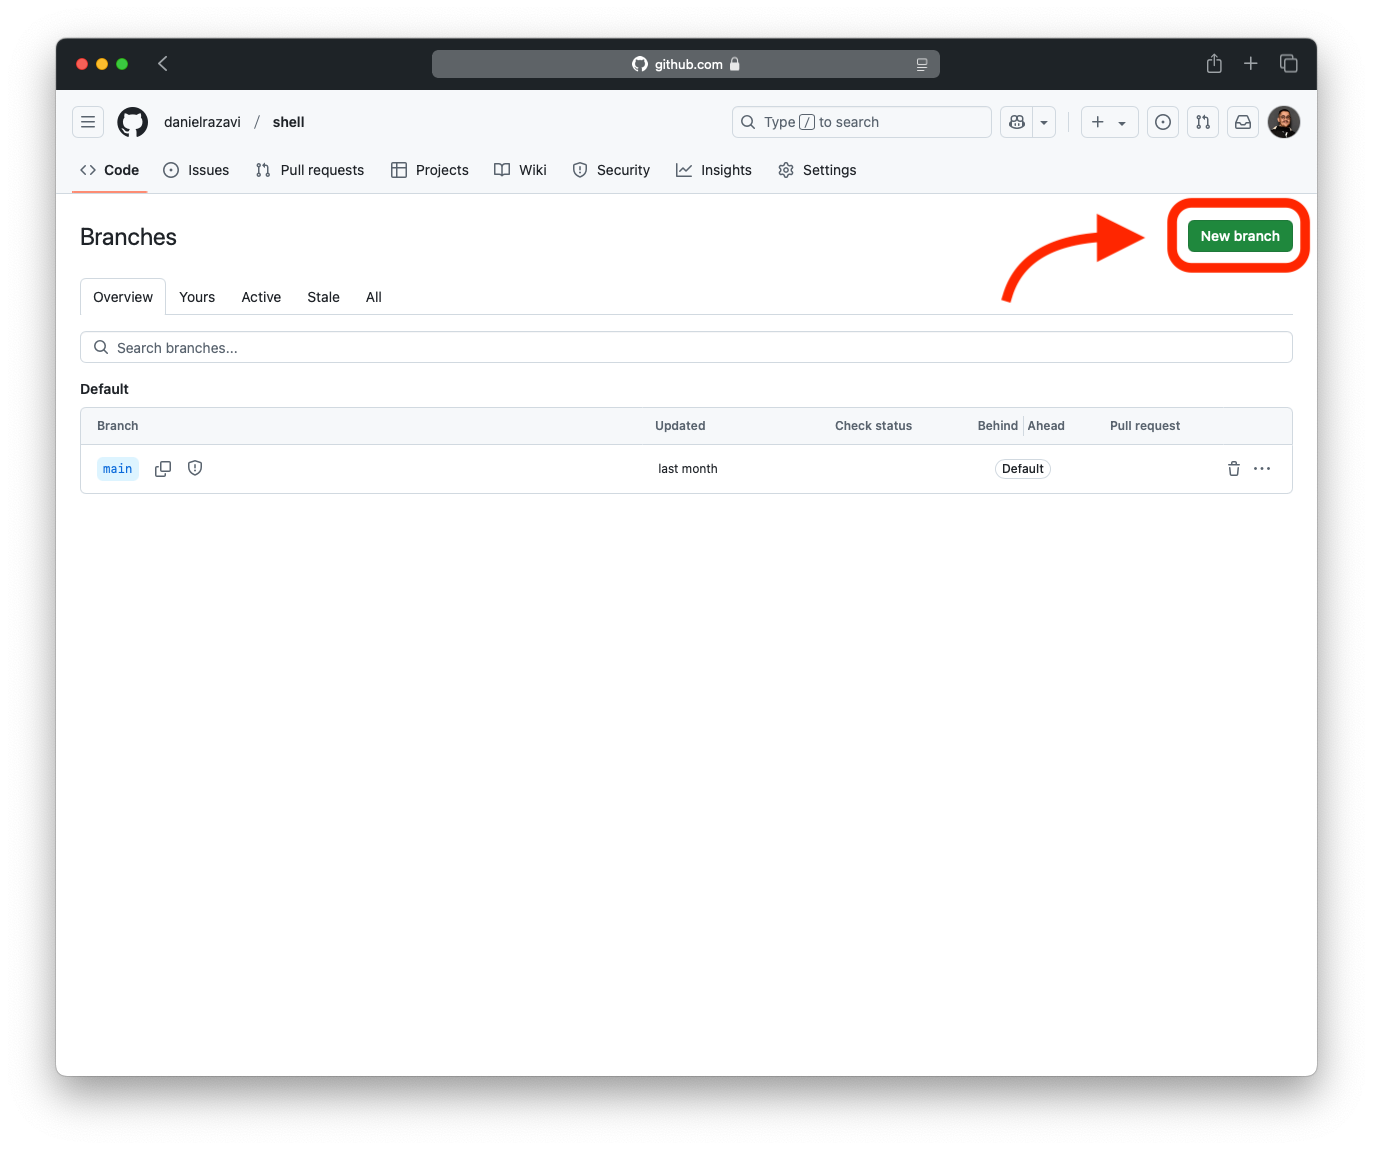 github.com
danielrazavi / shell
Type / to search
Code Issues Pull requests Projects Wiki Security Insights Settings
Branches
New branch
Overview Yours Active Stale All
Search branches...
Default
Branch Updated Check status Behind Ahead Pull request
main last month Default